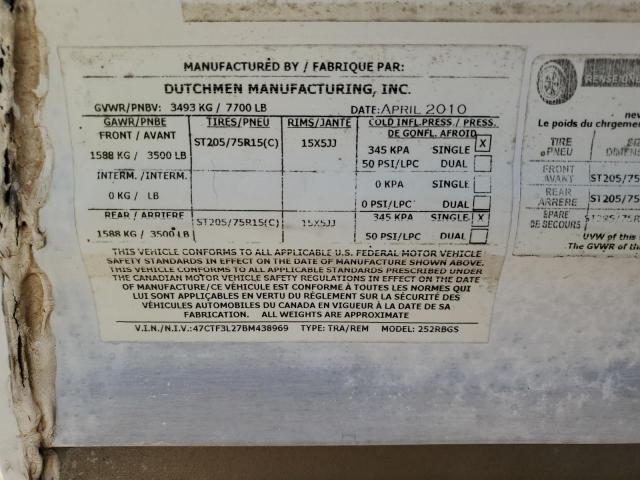 MANUFACTURED BY / FABRIQUE PAR:
DUTCHMEN MANUFACTURING, INC.
GVWR/PNBV: 3493 KG / 7700 LB DATE: APRIL 2010
GAWR/PNBE TIRES/PNEU RIMS/JANTE COLD INFL.PRESS / PRESS.
DE GONFL. AFROID
FRONT / AVANT ST205/75R15(C) 15X5JJ 345 KPA SINGLE X
1588 KG / 3500 LB 50 PSI/LPC DUAL
INTERM. /INTERM. 0 KPA SINGLE
0 KG / LB 0 PSI/LPC DUAL
REAR / ARRIERE ST205/75R15(C) 15X5JJ 345 KPA SINGLE X
1588 KG / 3500 LB 50 PSI/LPC DUAL
THIS VEHICLE CONFORMS TO ALL APPLICABLE U.S. FEDERAL MOTOR VEHICLE
SAFETY STANDARDS IN EFFECT ON THE DATE OF MANUFACTURE SHOWN ABOVE.
THIS VEHICLE CONFORMS TO ALL APPLICABLE STANDARDS PRESCRIBED UNDER
THE CANADIAN MOTOR VEHICLE SAFETY REGULATIONS IN EFFECT ON THE DATE
OF MANUFACTURE/CE VÉHICULE EST CONFORME À TOUTES LES NORMES QUI
LUI SONT APPLICABLES EN VERTU DU RÈGLEMENT SUR LA SÉCURITÉ DES
VÉHICULES AUTOMOBILES DU CANADA EN VIGUEUR À LA DATE DE SA
FABRICATION. ALL WEIGHTS ARE APPROXIMATE
V.I.N./N.I.V.:47CTF3L27BM438969 TYPE: TRA/REM MODEL: 252RBGS
RENSEIGNE
Le poids du chrgemen
TIRE
PNEU
FRONT
AVANT ST205/75
REAR
ARRERE ST205/75
SPARE
DE SECOURS ST205/75R
UVW of this
The GVWR of this